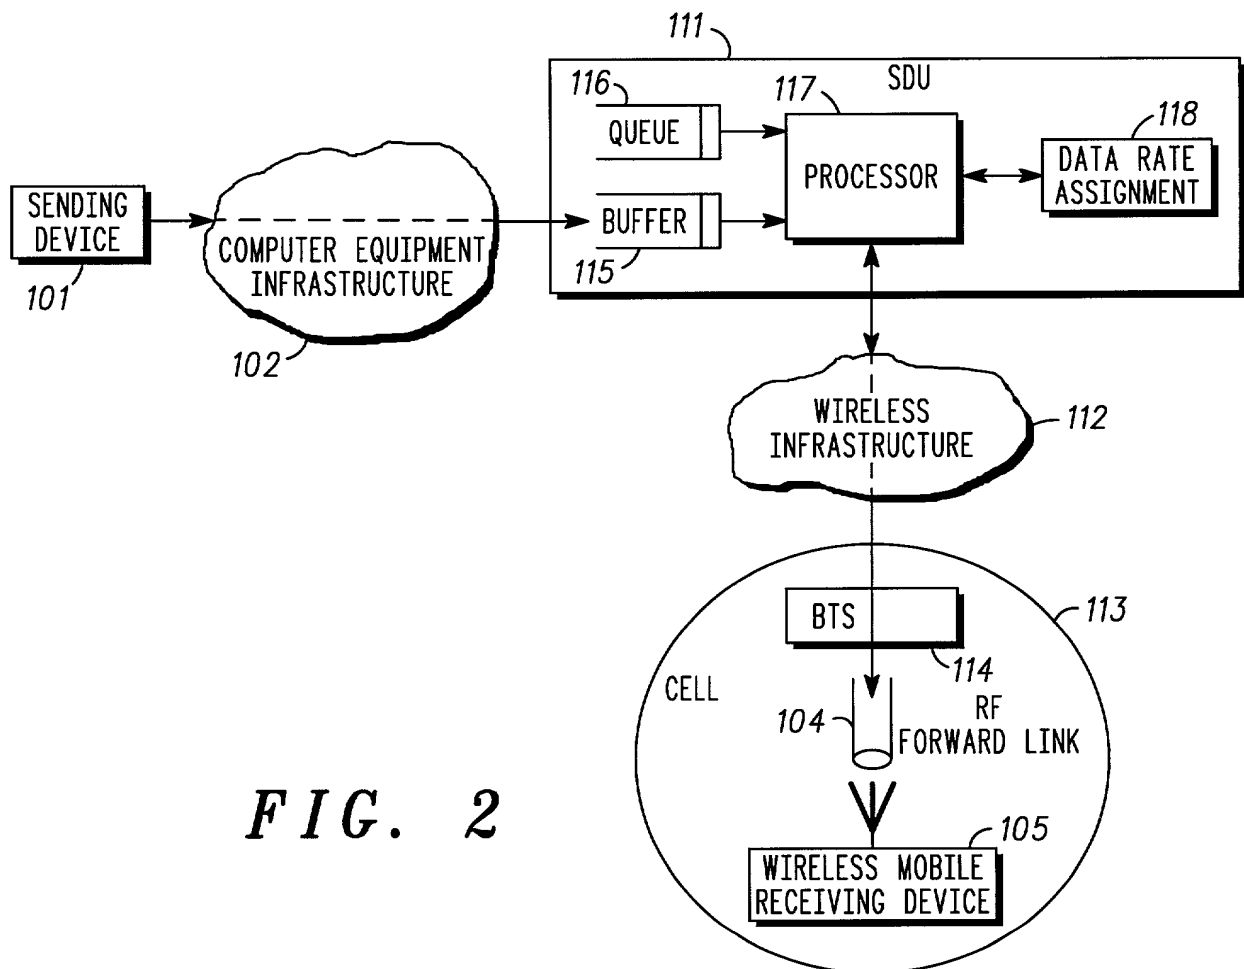 111
SDU
116
QUEUE
117
PROCESSOR
118
DATA RATE
ASSIGNMENT
SENDING
DEVICE
101
COMPUTER EQUIPMENT
INFRASTRUCTURE
102
BUFFER
115
WIRELESS
INFRASTRUCTURE
112
113
BTS
114
CELL
104
RF
FORWARD LINK
105
WIRELESS MOBILE
RECEIVING DEVICE
FIG. 2